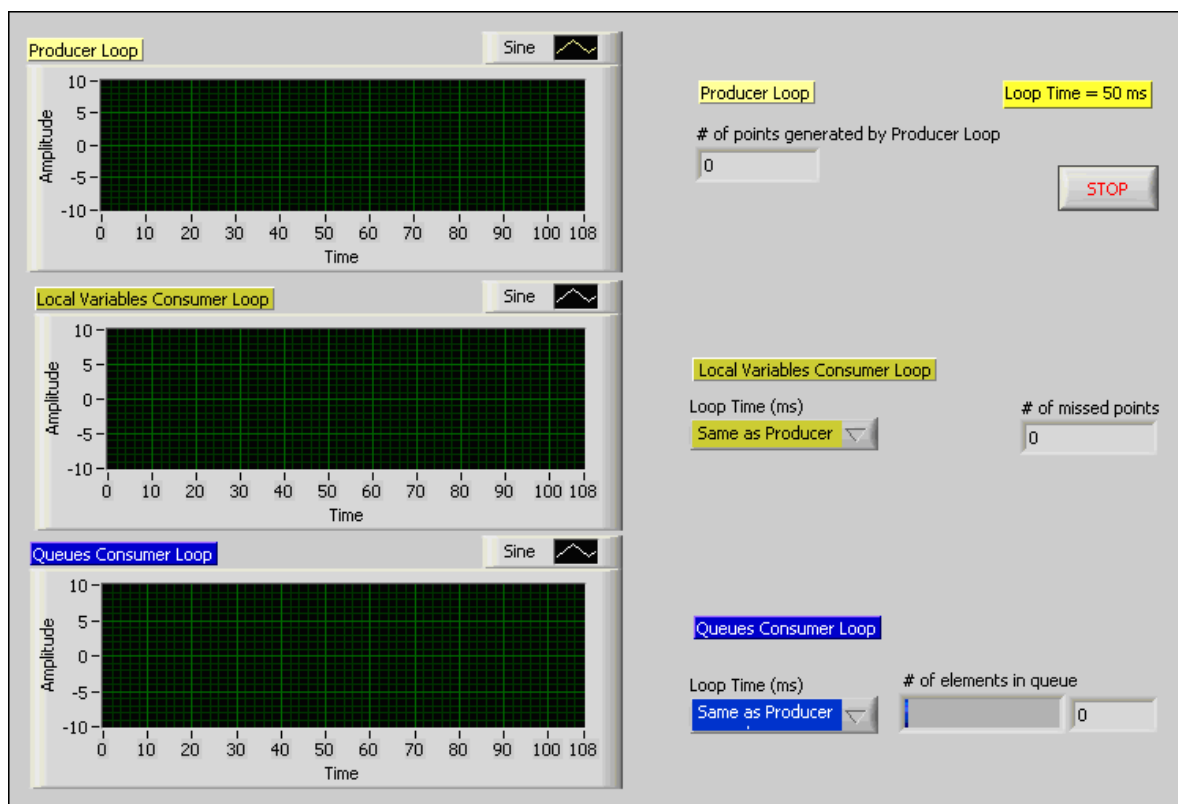 Producer Loop
Sine
Amplitude
10
5
0
-5
-10
0 10 20 30 40 50 60 70 80 90 100 108
Time
Producer Loop
Loop Time = 50 ms
# of points generated by Producer Loop
0
STOP
Local Variables Consumer Loop
Sine
Amplitude
10
5
0
-5
-10
0 10 20 30 40 50 60 70 80 90 100 108
Time
Local Variables Consumer Loop
Loop Time (ms)
Same as Producer
# of missed points
0
Queues Consumer Loop
Sine
Amplitude
10
5
0
-5
-10
0 10 20 30 40 50 60 70 80 90 100 108
Time
Queues Consumer Loop
Loop Time (ms)
Same as Producer
# of elements in queue
0